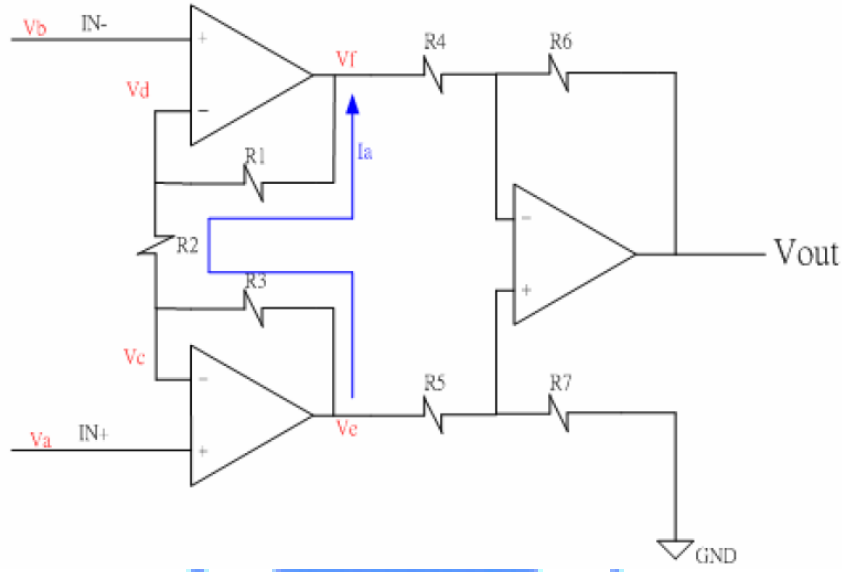 Vb IN-
Vf
R4
R6
Vd
R1
Ia
R2
R3
Vout
Vc
R5
R7
Va IN+
Ve
GND